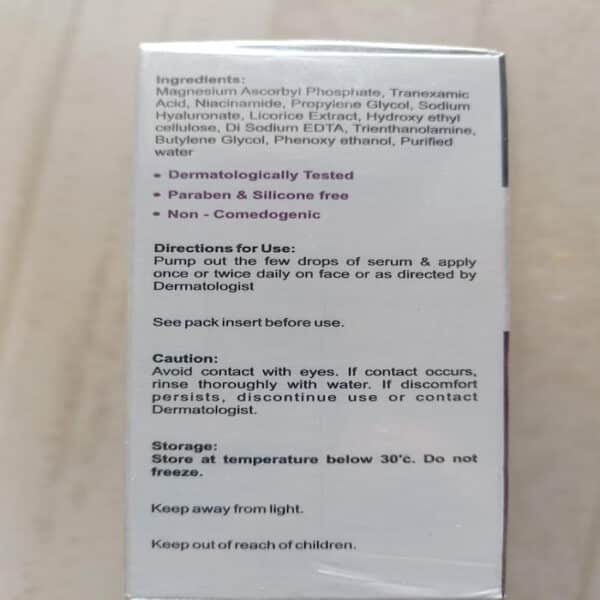 Ingredients:
Magnesium Ascorbyl Phosphate, Tranexamic
Acid, Niacinamide, Propylene Glycol, Sodium
Hyaluronate, Licorice Extract, Hydroxy ethyl
cellulose, Di Sodium EDTA, Trienthanolamine,
Butylene Glycol, Phenoxy ethanol, Purified
water
• Dermatologically Tested
• Paraben & Silicone free
• Non - Comedogenic
Directions for Use:
Pump out the few drops of serum & apply
once or twice daily on face or as directed by
Dermatologist
See pack insert before use.
Caution:
Avoid contact with eyes. If contact occurs,
rinse thoroughly with water. If discomfort
persists, discontinue use or contact
Dermatologist.
Storage:
Store at temperature below 30'c. Do not
freeze.
Keep away from light.
Keep out of reach of children.